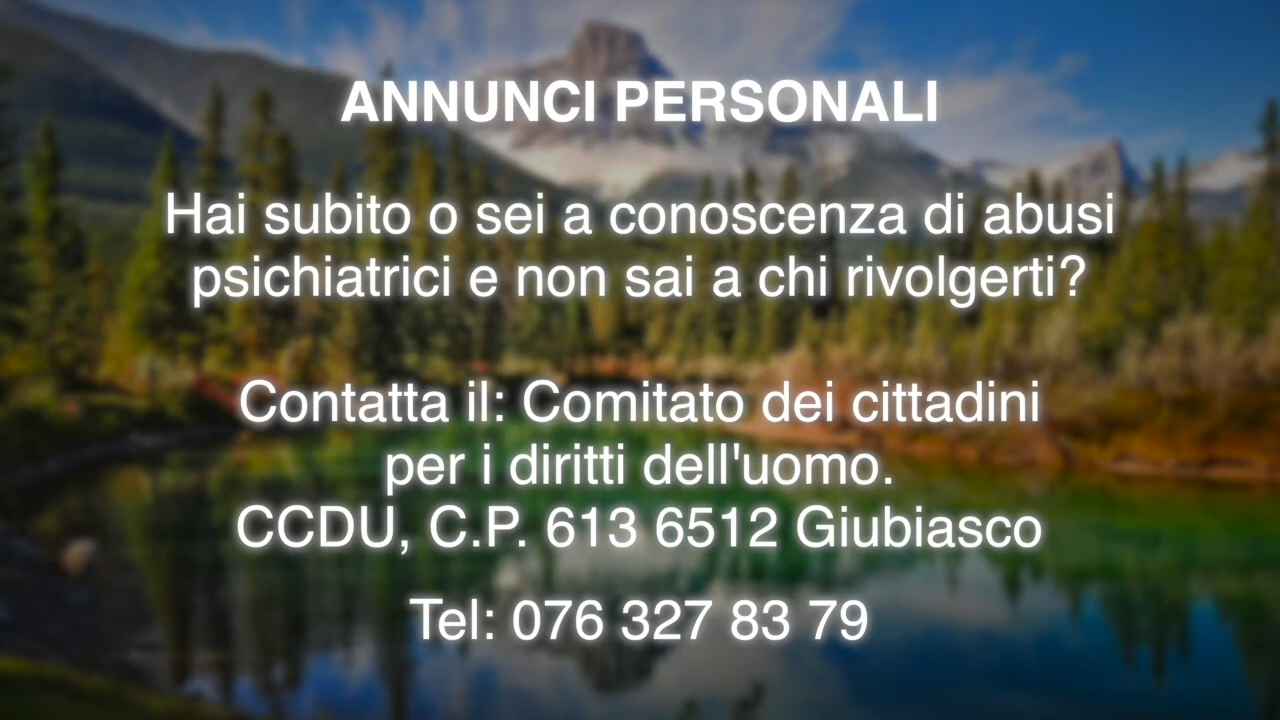 ANNUNCI PERSONALI
Hai subito o sei a conoscenza di abusi
psichiatrici e non sai a chi rivolgerti?
Contatta il: Comitato dei cittadini
per i diritti dell'uomo.
CCDU, C.P. 613 6512 Giubiasco
Tel: 076 327 83 79